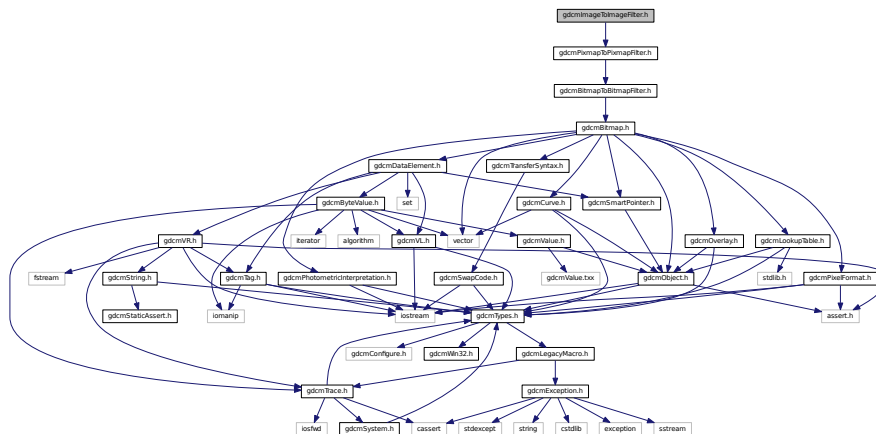 gdcmImageToImageFilter.h
gdcmPixmapToPixmapFilter.h
gdcmBitmapToBitmapFilter.h
gdcmBitmap.h
gdcmDataElement.h
gdcmTransferSyntax.h
gdcmByteValue.h
set
gdcmCurve.h
gdcmSmartPointer.h
gdcmVR.h
iterator
algorithm
gdcmVL.h
vector
gdcmValue.h
gdcmOverlay.h
gdcmLookupTable.h
fstream
gdcmString.h
gdcmTag.h
gdcmPhotometricInterpretation.h
gdcmSwapCode.h
gdcmValue.txx
gdcmObject.h
stdlib.h
gdcmPixelFormat.h
gdcmStaticAssert.h
iomanip
iostream
gdcmTypes.h
assert.h
gdcmConfigure.h
gdcmWin32.h
gdcmLegacyMacro.h
gdcmTrace.h
gdcmException.h
iosfwd
gdcmSystem.h
cassert
stdexcept
string
cstdlib
exception
sstream